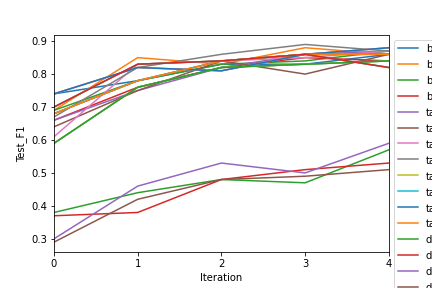 0.9
0.8
0.7
0.6
0.5
0.4
0.3
Test_F1
0 1 2 3 4
Iteration
b
b
b
b
ta
ta
ta
ta
ta
ta
ta
ta
d
d
d
d